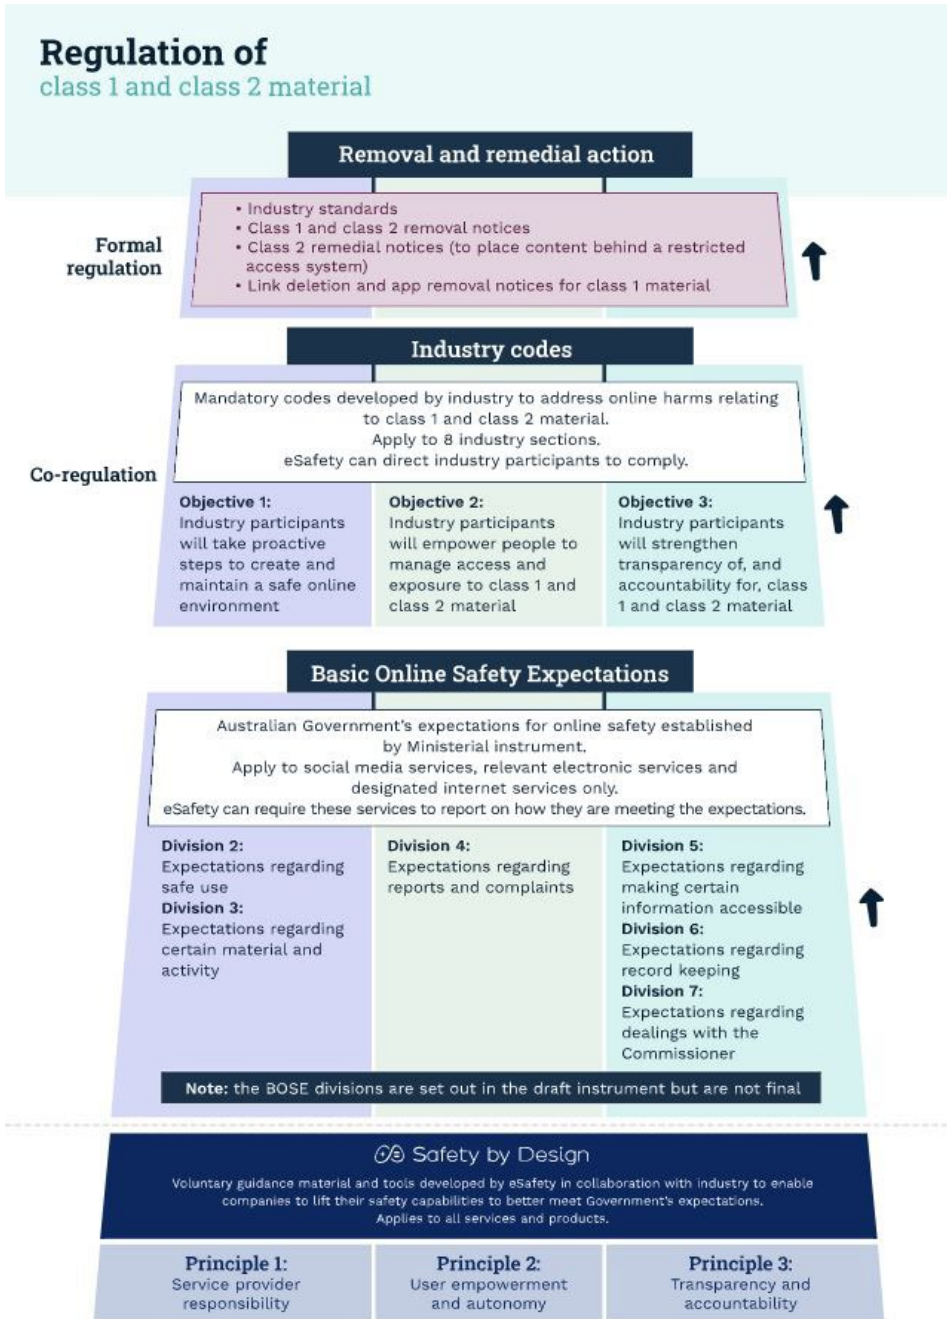 Regulation of
class 1 and class 2 material
Removal and remedial action
Formal
regulation
• Industry standards
• Class 1 and class 2 removal notices
• Class 2 remedial notices (to place content behind a restricted
access system)
• Link deletion and app removal notices for class 1 material
Industry codes
Co-regulation
Mandatory codes developed by industry to address online harms relating
to class 1 and class 2 material.
Apply to 8 industry sections.
eSafety can direct industry participants to comply.
Objective 1:
Industry participants
will take proactive
steps to create and
maintain a safe online
environment
Objective 2:
Industry participants
will empower people to
manage access and
exposure to class 1 and
class 2 material
Objective 3:
Industry participants
will strengthen
transparency of, and
accountability for, class
1 and class 2 material
Basic Online Safety Expectations
Australian Government's expectations for online safety established
by Ministerial instrument.
Apply to social media services, relevant electronic services and
designated internet services only.
eSafety can require these services to report on how they are meeting the expectations.
Division 2:
Expectations regarding
safe use
Division 3:
Expectations regarding
certain material and
activity
Division 4:
Expectations regarding
reports and complaints
Division 5:
Expectations regarding
making certain
information accessible
Division 6:
Expectations regarding
record keeping
Division 7:
Expectations regarding
dealings with the
Commissioner
Note: the BOSE divisions are set out in the draft instrument but are not final
Safety by Design
Voluntary guidance material and tools developed by eSafety in collaboration with industry to enable
companies to lift their safety capabilities to better meet Government's expectations.
Applies to all services and products.
Principle 1:
Service provider
responsibility
Principle 2:
User empowerment
and autonomy
Principle 3:
Transparency and
accountability